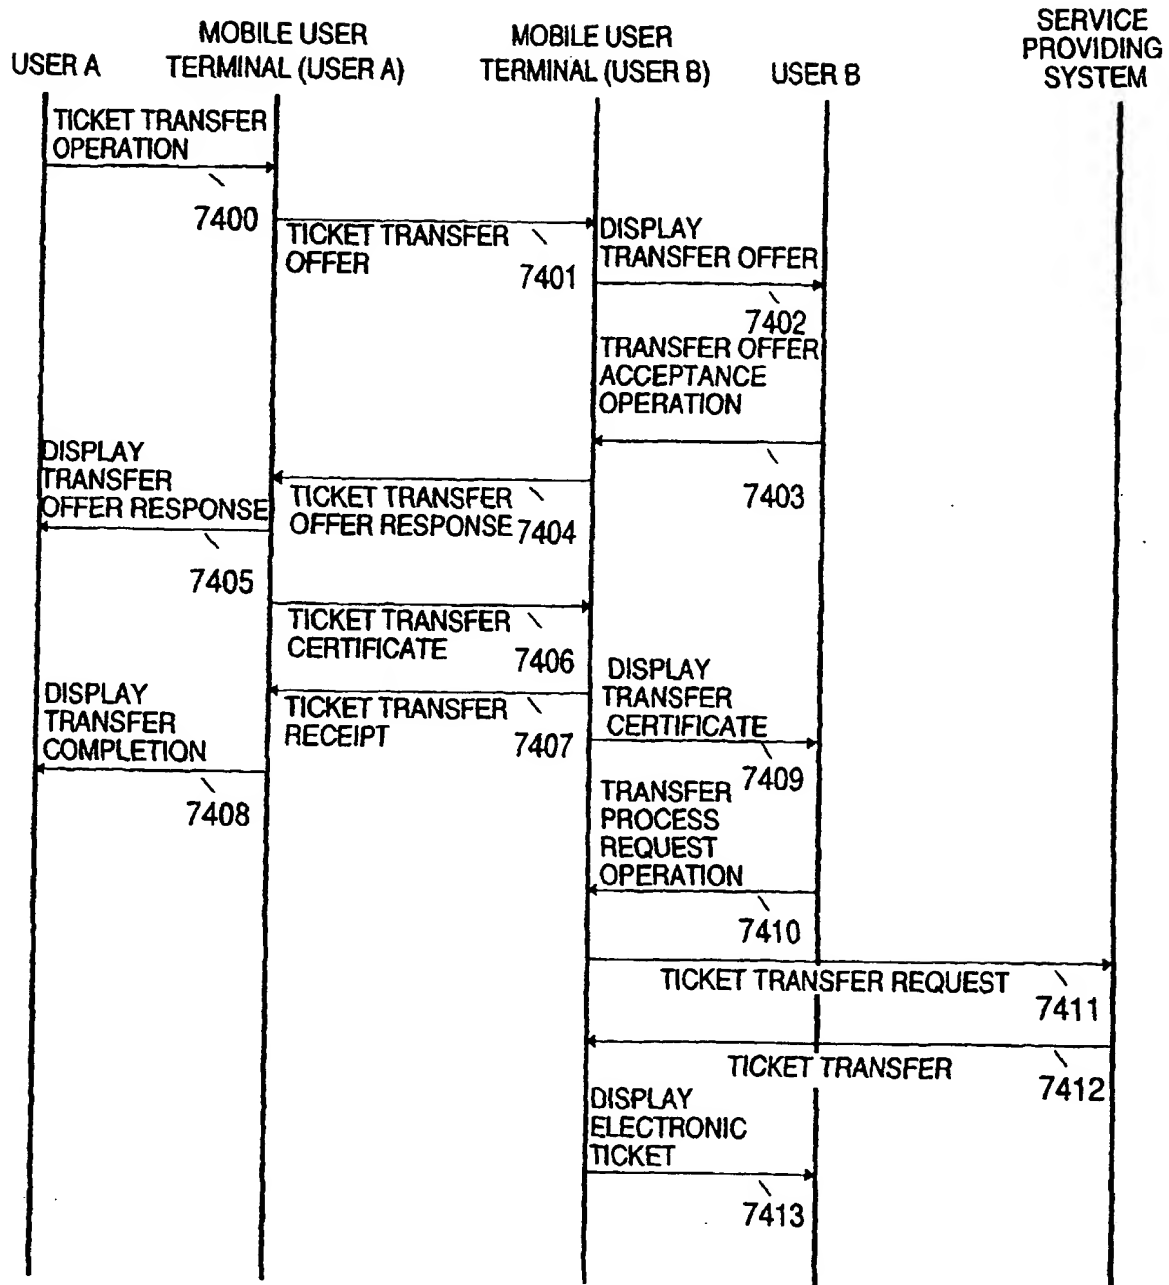 USER A
MOBILE USER
TERMINAL (USER A)
MOBILE USER
TERMINAL (USER B)
USER B
SERVICE
PROVIDING
SYSTEM
TICKET TRANSFER
OPERATION
7400
TICKET TRANSFER
OFFER
7401
DISPLAY
TRANSFER OFFER
7402
TRANSFER OFFER
ACCEPTANCE
OPERATION
7403
TICKET TRANSFER
OFFER RESPONSE
7404
DISPLAY
TRANSFER
OFFER RESPONSE
7405
TICKET TRANSFER
CERTIFICATE
7406
TICKET TRANSFER
RECEIPT
7407
DISPLAY
TRANSFER
COMPLETION
7408
DISPLAY
TRANSFER
CERTIFICATE
7409
TRANSFER
PROCESS
REQUEST
OPERATION
7410
TICKET TRANSFER REQUEST
7411
TICKET TRANSFER
7412
DISPLAY
ELECTRONIC
TICKET
7413